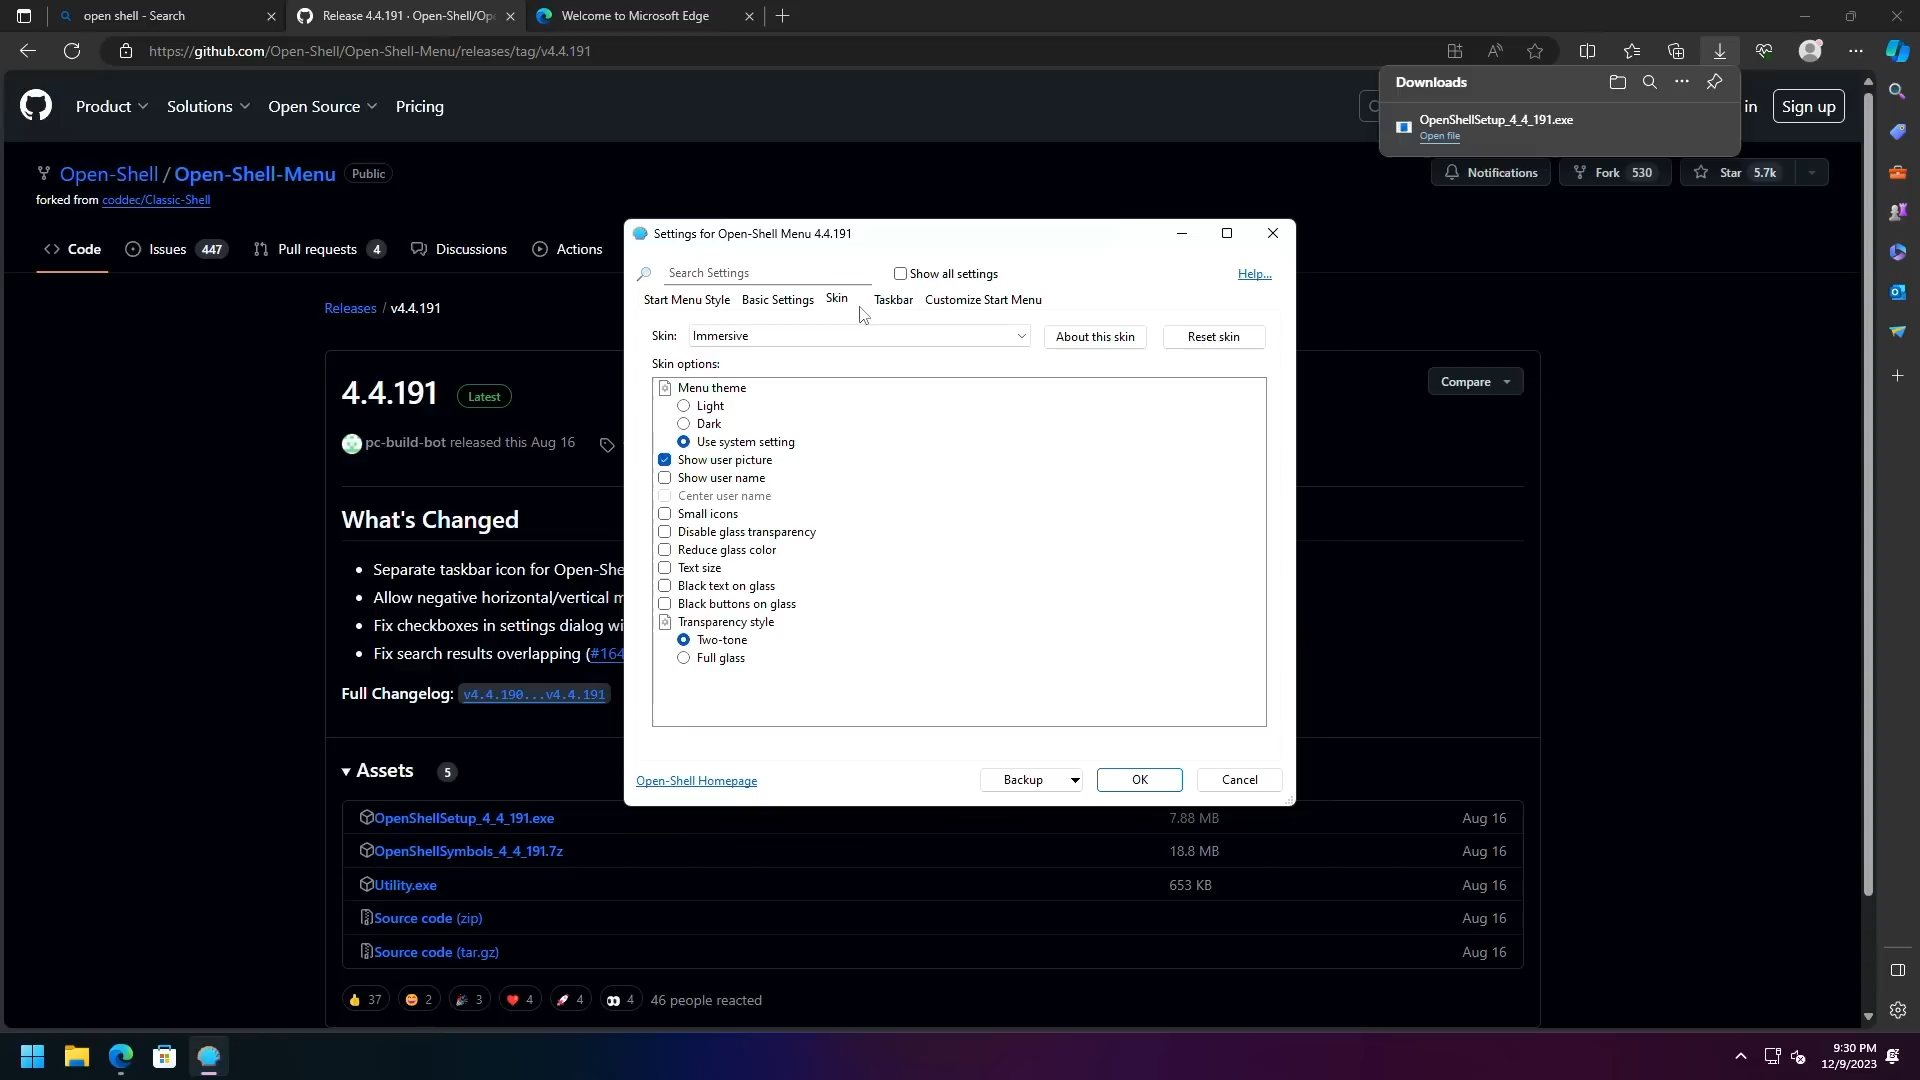 open shell - Search
Release 4.4.191 · Open-Shell/Op
Welcome to Microsoft Edge
https://github.com/Open-Shell/Open-Shell-Menu/releases/tag/v4.4.191
Downloads
OpenShellSetup_4_4_191.exe
Open file
Product
Solutions
Open Source
Pricing
in
Sign up
Open-Shell / Open-Shell-Menu
Public
forked from coddec/Classic-Shell
Notifications
Fork 530
Star 5.7k
Code
Issues 447
Pull requests 4
Discussions
Actions
Settings for Open-Shell Menu 4.4.191
Search Settings
Show all settings
Help...
Start Menu Style
Basic Settings
Skin
Taskbar
Customize Start Menu
Skin:
Immersive
About this skin
Reset skin
Skin options:
Menu theme
Light
Dark
Use system setting
Show user picture
Show user name
Center user name
Small icons
Disable glass transparency
Reduce glass color
Text size
Black text on glass
Black buttons on glass
Transparency style
Two-tone
Full glass
Open-Shell Homepage
Backup
OK
Cancel
Releases / v4.4.191
4.4.191
Latest
Compare
pc-build-bot released this Aug 16
What's Changed
• Separate taskbar icon for Open-She
• Allow negative horizontal/vertical m
• Fix checkboxes in settings dialog wi
• Fix search results overlapping (#164
Full Changelog: v4.4.190...v4.4.191
Assets 5
OpenShellSetup_4_4_191.exe 7.88 MB Aug 16
OpenShellSymbols_4_4_191.7z 18.8 MB Aug 16
Utility.exe 653 KB Aug 16
Source code (zip) Aug 16
Source code (tar.gz) Aug 16
37 2 3 4 4 4 46 people reacted
9:30 PM
12/9/2023